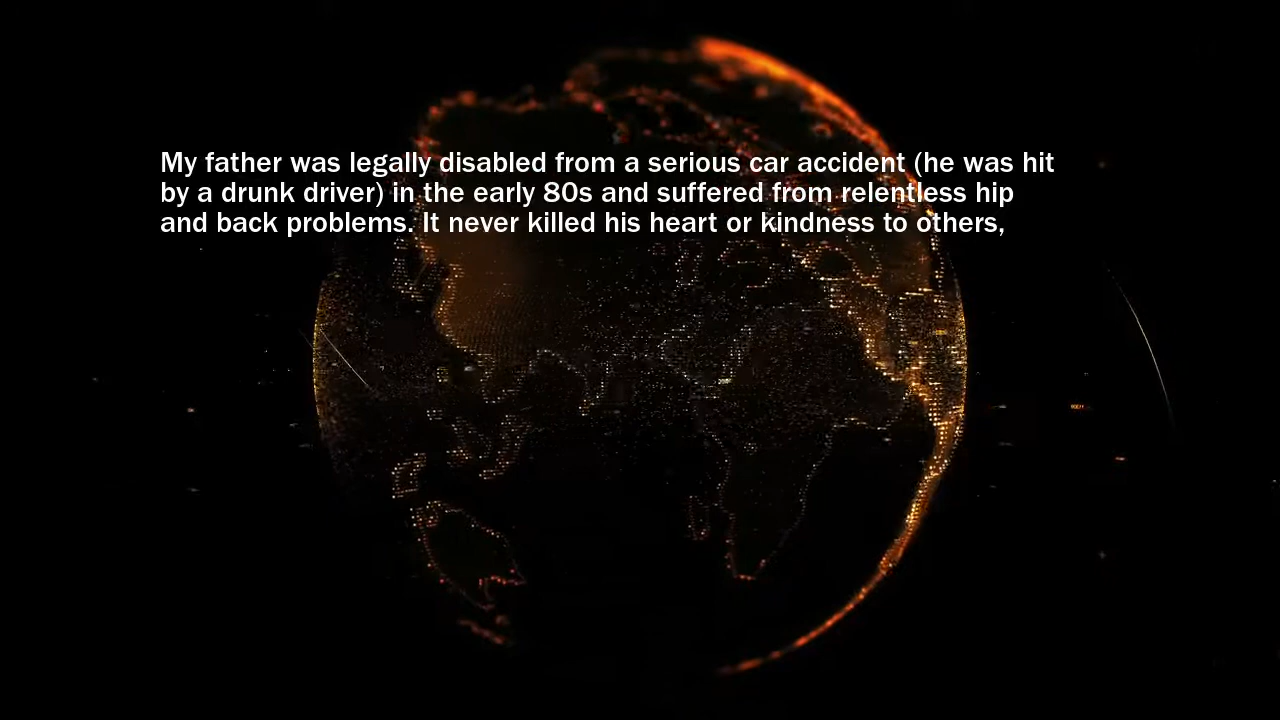 My father was legally disabled from a serious car accident (he was hit
by a drunk driver) in the early 80s and suffered from relentless hip
and back problems. It never killed his heart or kindness to others,